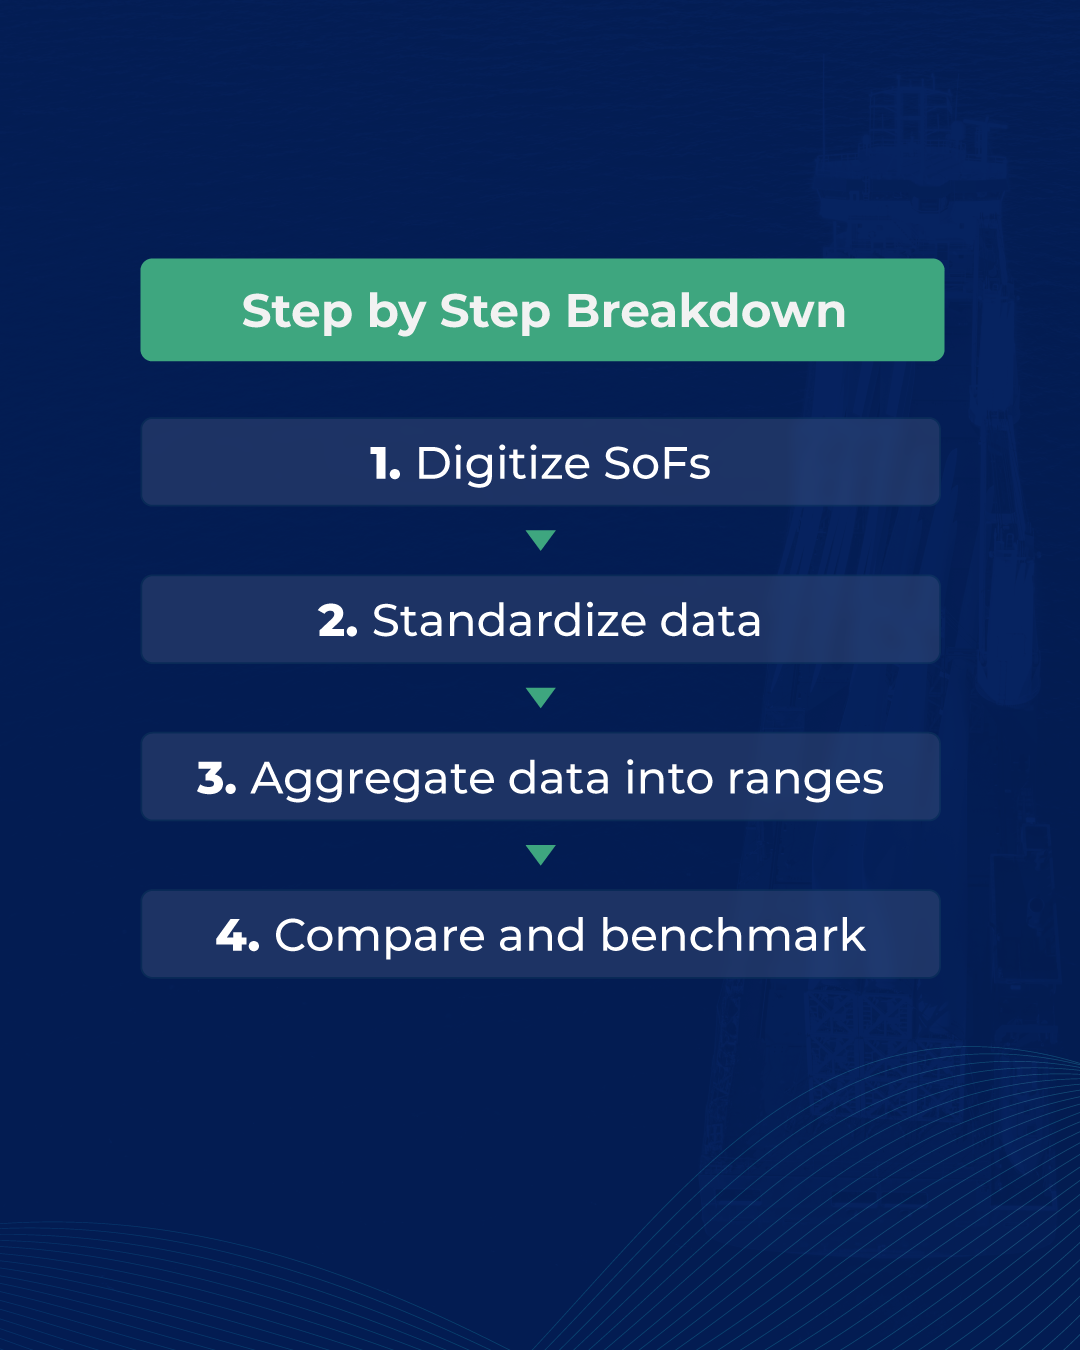 Step by Step Breakdown
1. Digitize SoFs
2. Standardize data
3. Aggregate data into ranges
4. Compare and benchmark